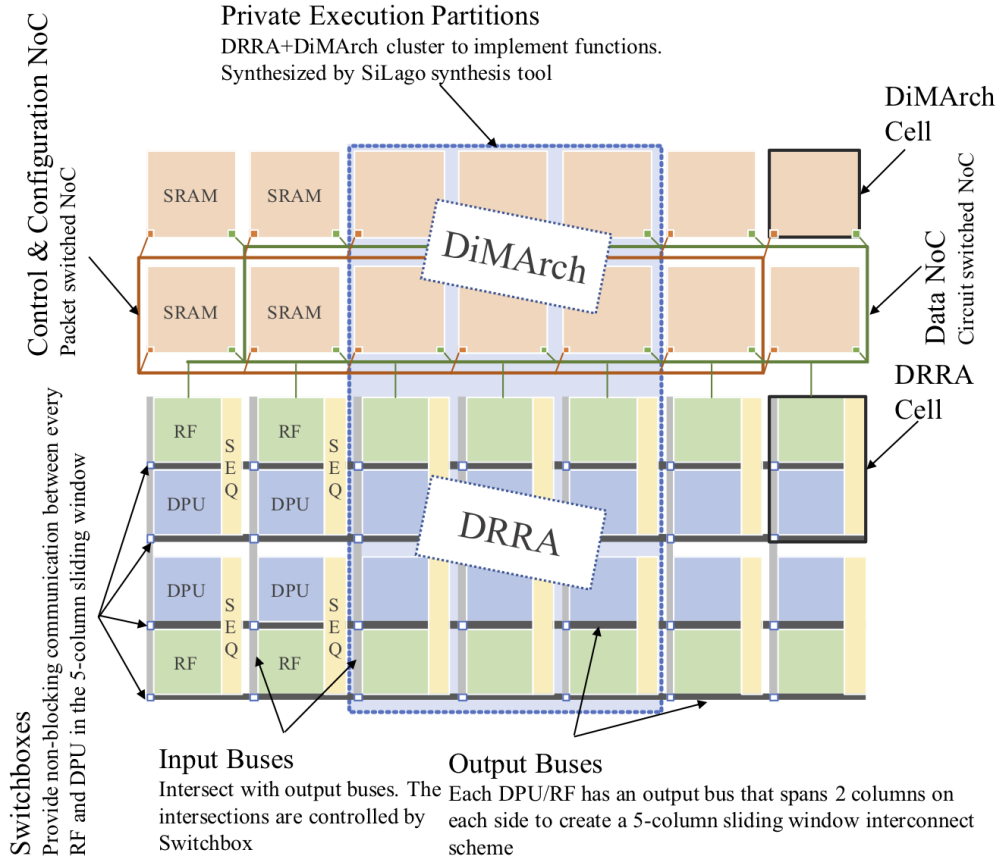 Private Execution Partitions
DRRA+DiMArch cluster to implement functions.
Synthesized by SiLago synthesis tool
Control & Configuration NoC
Packet switched NoC
DiMArch
Cell
SRAM
SRAM
DiMArch
SRAM
SRAM
Data NoC
Circuit switched NoC
DRRA
Cell
RF
SEQ
RF
SEQ
DPU
DPU
DRRA
DPU
SEQ
DPU
SEQ
RF
RF
Switchboxes
Provide non-blocking communication between every
RF and DPU in the 5-column sliding window
Input Buses
Intersect with output buses. The
intersections are controlled by
Switchbox
Output Buses
Each DPU/RF has an output bus that spans 2 columns on
each side to create a 5-column sliding window interconnect
scheme